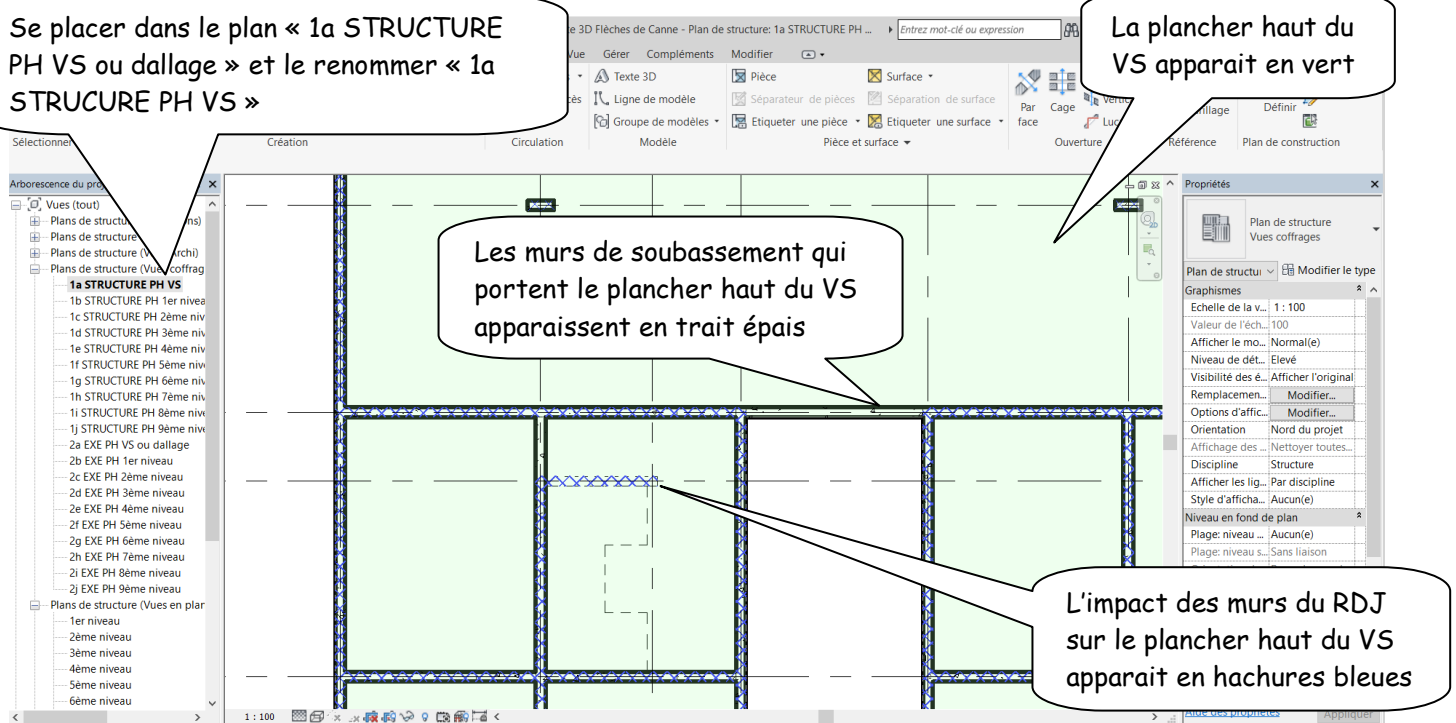 Se placer dans le plan « 1a STRUCTURE
PH VS ou dallage » et le renommer « 1a
STRUCURE PH VS »
3D Flèches de Canne - Plan de structure: 1a STRUCTURE PH ...
Entrez mot-clé ou expression
La plancher haut du
VS apparait en vert
Vue Gérer Compléments Modifier
Texte 3D
Ligne de modèle
Groupe de modèles
Pièce
Séparateur de pièces
Etiqueter une pièce
Surface
Séparation de surface
Etiqueter une surface
Par
face
Cage
Définir
Sélectionner
Création
Circulation
Modèle
Pièce et surface
Ouverture
Référence
Plan de construction
Arborescence du
Vues (tout)
Plans de
Plans de structure
Plans de structure
Plans de structure (Vues coffrag
1a STRUCTURE PH VS
1b STRUCTURE PH 1er nivea
1c STRUCTURE PH 2ème niv
1d STRUCTURE PH 3ème niv
1e STRUCTURE PH 4ème niv
1f STRUCTURE PH 5ème nive
1g STRUCTURE PH 6ème niv
1h STRUCTURE PH 7ème niv
1i STRUCTURE PH 8ème nive
1j STRUCTURE PH 9ème nive
2a EXE PH VS ou dallage
2b EXE PH 1er niveau
2c EXE PH 2ème niveau
2d EXE PH 3ème niveau
2e EXE PH 4ème niveau
2f EXE PH 5ème niveau
2g EXE PH 6ème niveau
2h EXE PH 7ème niveau
2i EXE PH 8ème niveau
2j EXE PH 9ème niveau
Plans de structure (Vues en plan
1er niveau
2ème niveau
3ème niveau
4ème niveau
5ème niveau
6ème niveau
Les murs de soubassement qui
portent le plancher haut du VS
apparaissent en trait épais
L'impact des murs du RDJ
sur le plancher haut du VS
apparait en hachures bleues
1 : 100
Propriétés
Plan de structure
Vues coffrages
Plan de structu
Modifier le type
Graphismes
Echelle de la v... 1 : 100
Valeur de l'éch... 100
Afficher le mo... Normal(e)
Niveau de dét... Elevé
Visibilité des é... Afficher l'original
Remplacemen... Modifier...
Options d'affic... Modifier...
Orientation Nord du projet
Affichage des ... Nettoyer toutes...
Discipline Structure
Afficher les lig... Par discipline
Style d'afficha... Aucun(e)
Niveau en fond de plan
Plage: niveau ... Aucun(e)
Plage: niveau s... Sans liaison
Aide des propriétés
Appliquer